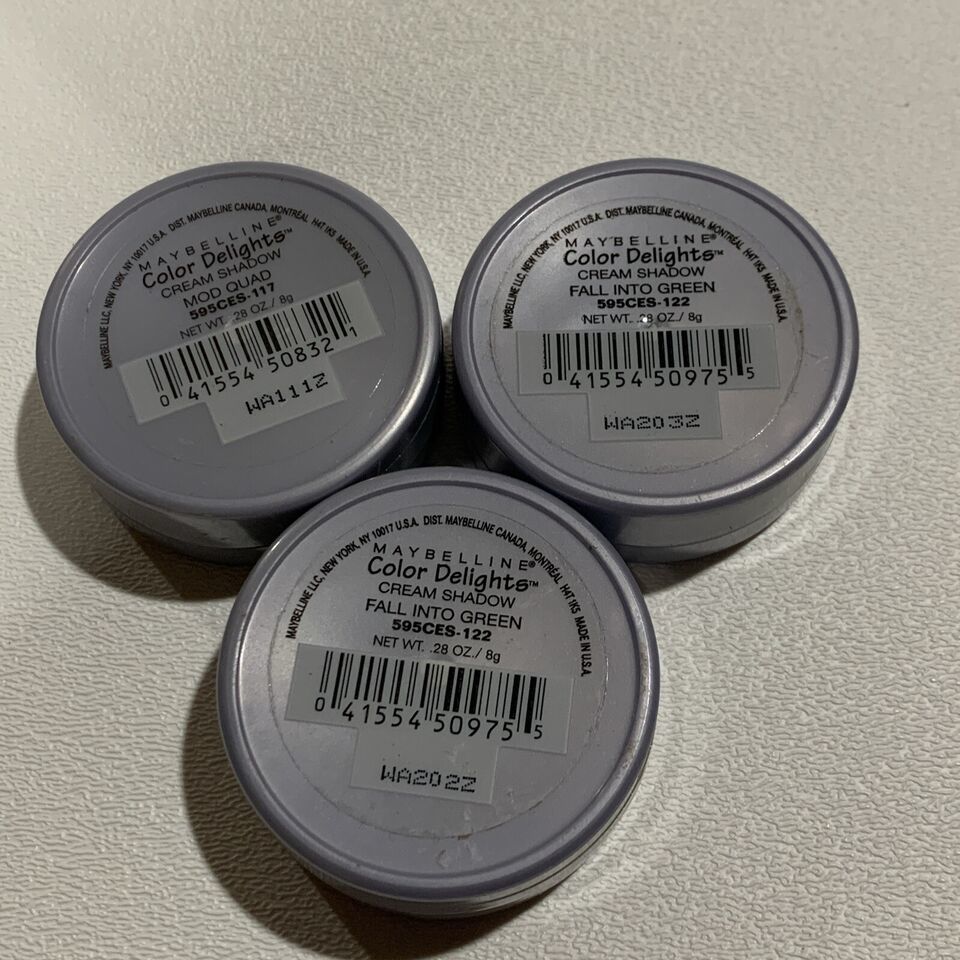 MAYBELLINE LLC, NEW YORK, NY 10017 U.S.A. DIST. MAYBELLINE CANADA, MONTRÉAL H4T 1K5 MADE IN U.S.A.
MAYBELLINE®
Color Delights™
CREAM SHADOW
MOD QUAD
595CES-117
NET WT. .28 OZ./ 8g
0 41554 50832 1
WA111Z
MAYBELLINE LLC, NEW YORK, NY 10017 U.S.A. DIST. MAYBELLINE CANADA, MONTRÉAL H4T 1K5 MADE IN U.S.A.
MAYBELLINE®
Color Delights™
CREAM SHADOW
FALL INTO GREEN
595CES-122
NET WT. .28 OZ./ 8g
0 41554 50975 5
WA203Z
MAYBELLINE LLC, NEW YORK, NY 10017 U.S.A. DIST. MAYBELLINE CANADA, MONTRÉAL H4T 1K5 MADE IN U.S.A.
MAYBELLINE®
Color Delights™
CREAM SHADOW
FALL INTO GREEN
595CES-122
NET WT. .28 OZ./ 8g
0 41554 50975 5
WA202Z